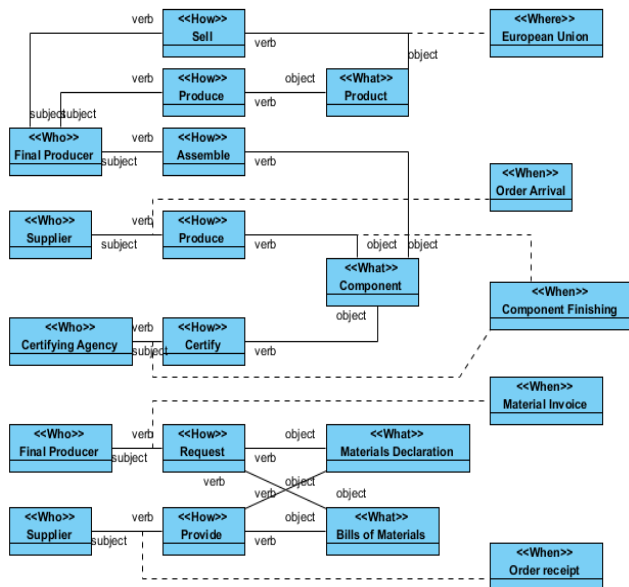 verb
<<How>>
Sell
verb
<<Where>>
European Union
object
verb
<<How>>
Produce
verb
object
<<What>>
Product
subject
subject
<<Who>>
Final Producer
verb
subject
<<How>>
Assemble
verb
<<When>>
Order Arrival
<<Who>>
Supplier
verb
subject
<<How>>
Produce
verb
object
object
<<What>>
Component
object
<<When>>
Component Finishing
<<Who>>
Certifying Agency
verb
subject
<<How>>
Certify
verb
<<When>>
Material Invoice
<<Who>>
Final Producer
verb
subject
<<How>>
Request
verb
object
<<What>>
Materials Declaration
verb
verb
object
<<Who>>
Supplier
verb
subject
<<How>>
Provide
verb
object
<<What>>
Bills of Materials
<<When>>
Order receipt